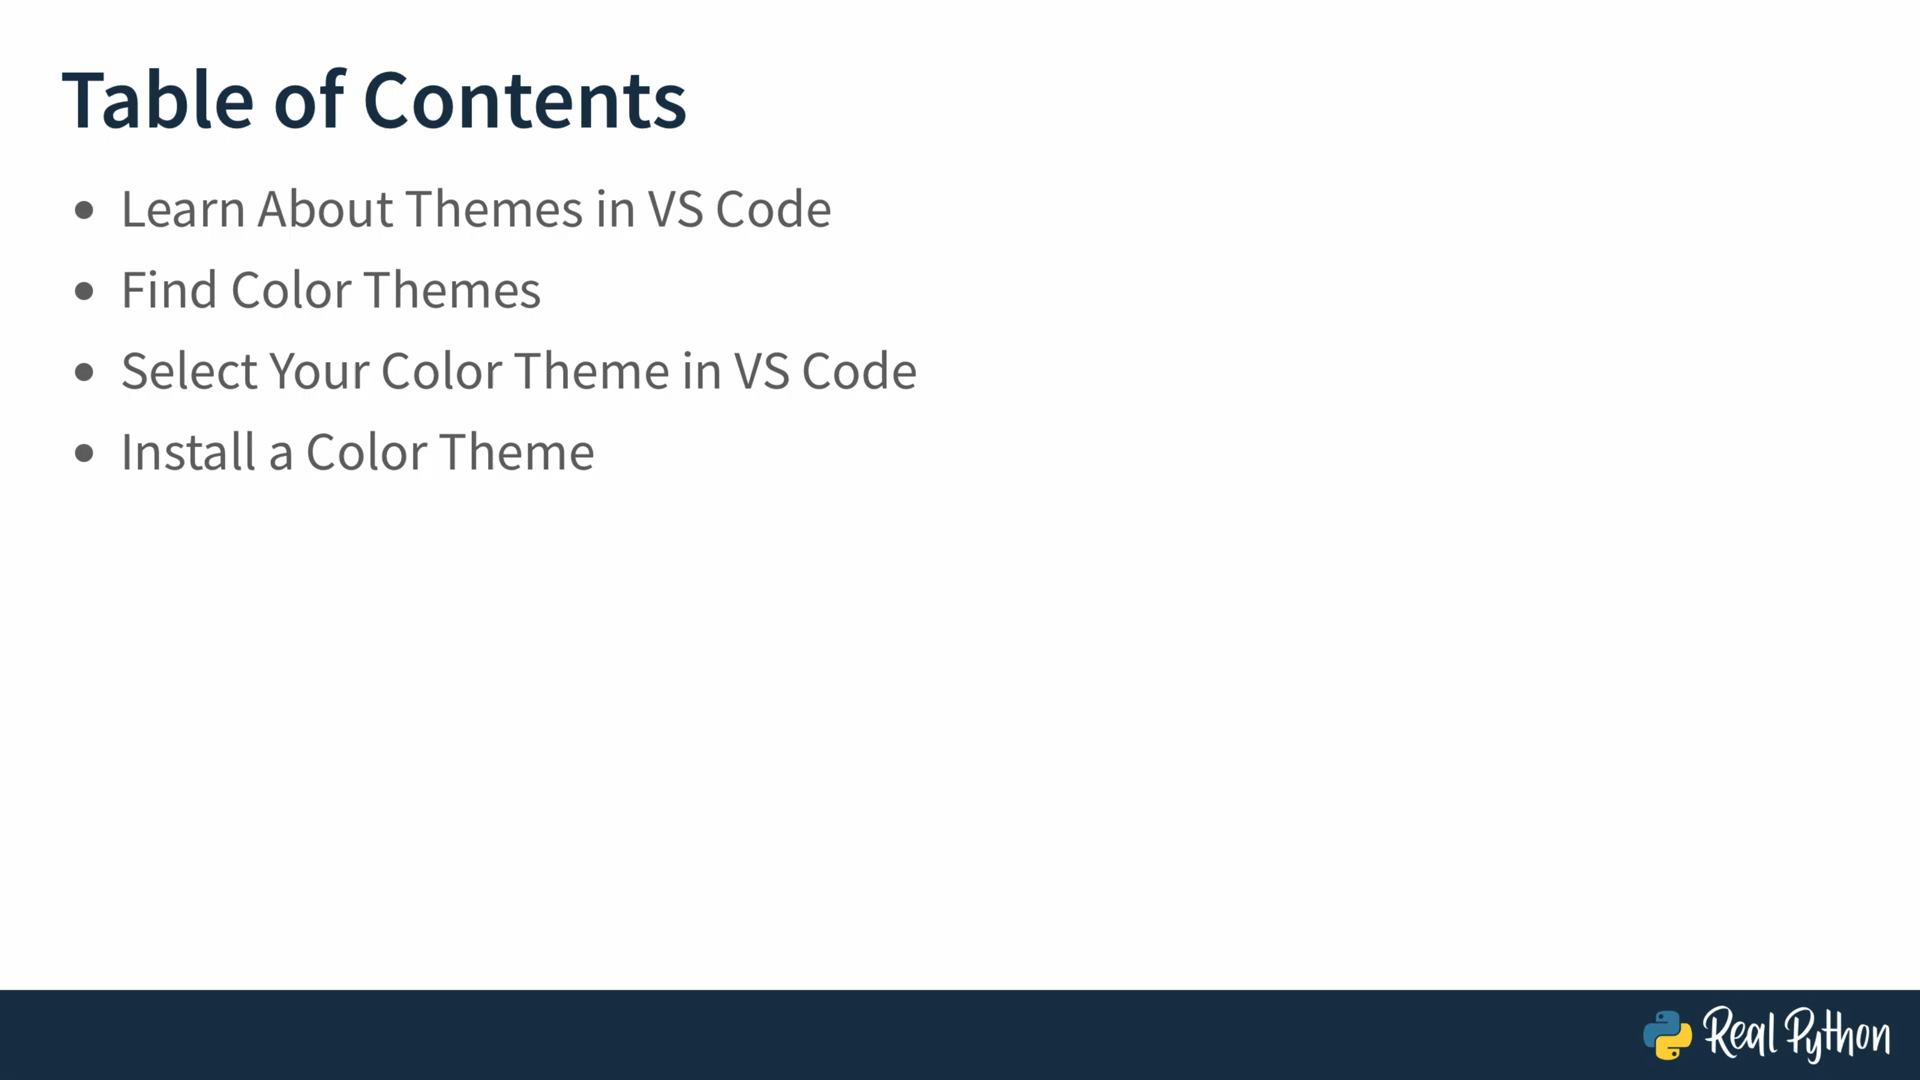 Table of Contents
• Learn About Themes in VS Code
• Find Color Themes
• Select Your Color Theme in VS Code
• Install a Color Theme
Real Python